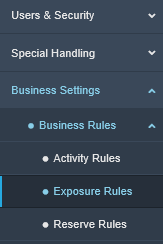 Users & Security
Special Handling
Business Settings
Business Rules
Activity Rules
Exposure Rules
Reserve Rules